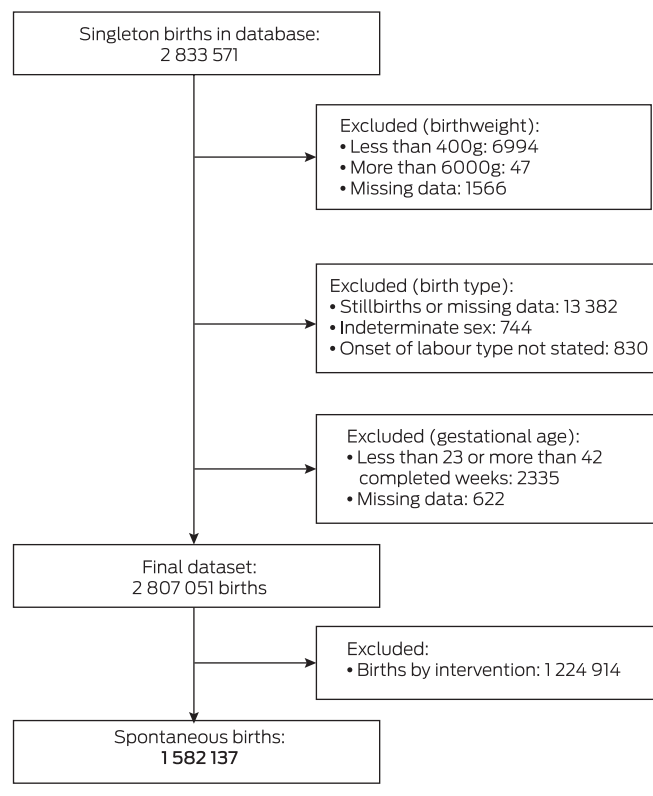 Singleton births in database:
2 833 571
Excluded (birthweight):
• Less than 400g: 6994
• More than 6000g: 47
• Missing data: 1566
Excluded (birth type):
• Stillbirths or missing data: 13 382
• Indeterminate sex: 744
• Onset of labour type not stated: 830
Excluded (gestational age):
• Less than 23 or more than 42
completed weeks: 2335
• Missing data: 622
Final dataset:
2 807 051 births
Excluded:
• Births by intervention: 1 224 914
Spontaneous births:
1 582 137